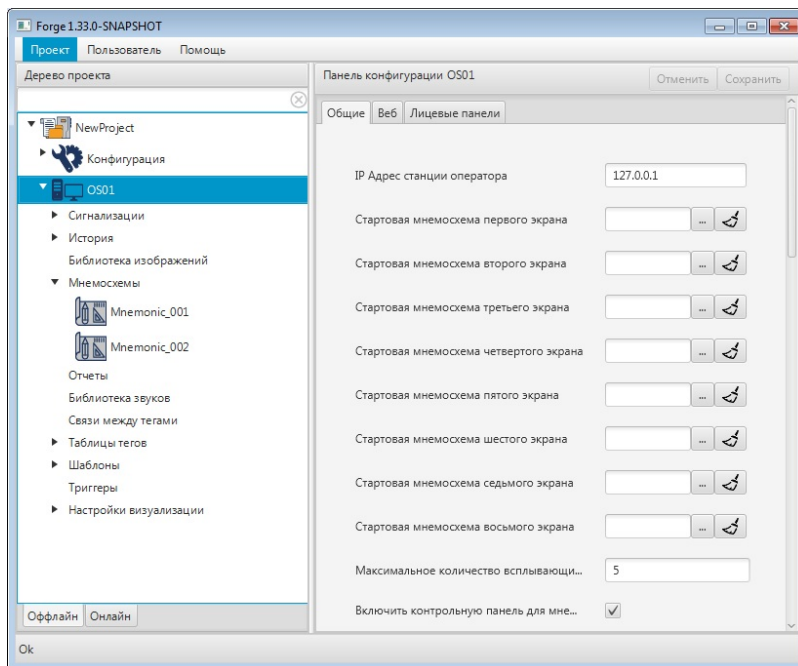 Forge 1.33.0-SNAPSHOT
Проект Пользователь Помощь
Дерево проекта
NewProject
Конфигурация
OS01
Сигнализации
История
Библиотека изображений
Мнемосхемы
Mnemonic_001
Mnemonic_002
Отчеты
Библиотека звуков
Связи между тегами
Таблицы тегов
Шаблоны
Триггеры
Настройки визуализации
Оффлайн Онлайн
Панель конфигурации OS01
Отменить Сохранить
Общие Веб Лицевые панели
IP Адрес станции оператора 127.0.0.1
Стартовая мнемосхема первого экрана ...
Стартовая мнемосхема второго экрана ...
Стартовая мнемосхема третьего экрана ...
Стартовая мнемосхема четвертого экрана ...
Стартовая мнемосхема пятого экрана ...
Стартовая мнемосхема шестого экрана ...
Стартовая мнемосхема седьмого экрана ...
Стартовая мнемосхема восьмого экрана ...
Максимальное количество всплывающи... 5
Включить контрольную панель для мне...
Ok